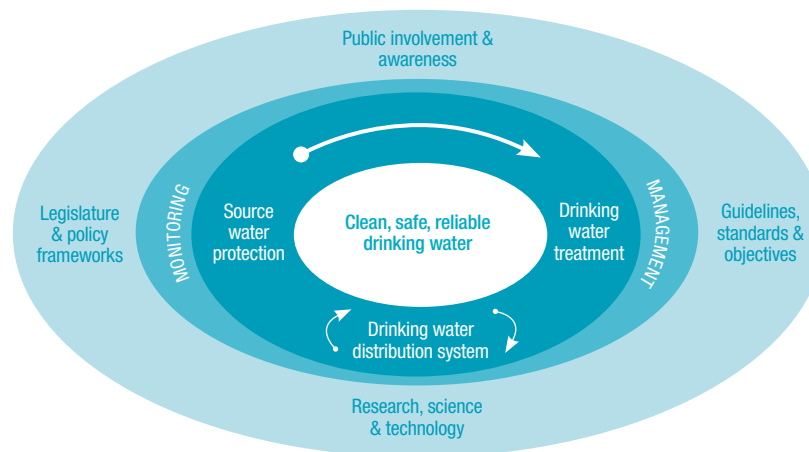 Public involvement &
awareness
Legislature
& policy
frameworks
MONITORING
Source
water
protection
Clean, safe, reliable
drinking water
Drinking
water
treatment
MANAGEMENT
Guidelines,
standards &
objectives
Drinking water
distribution system
Research, science
& technology